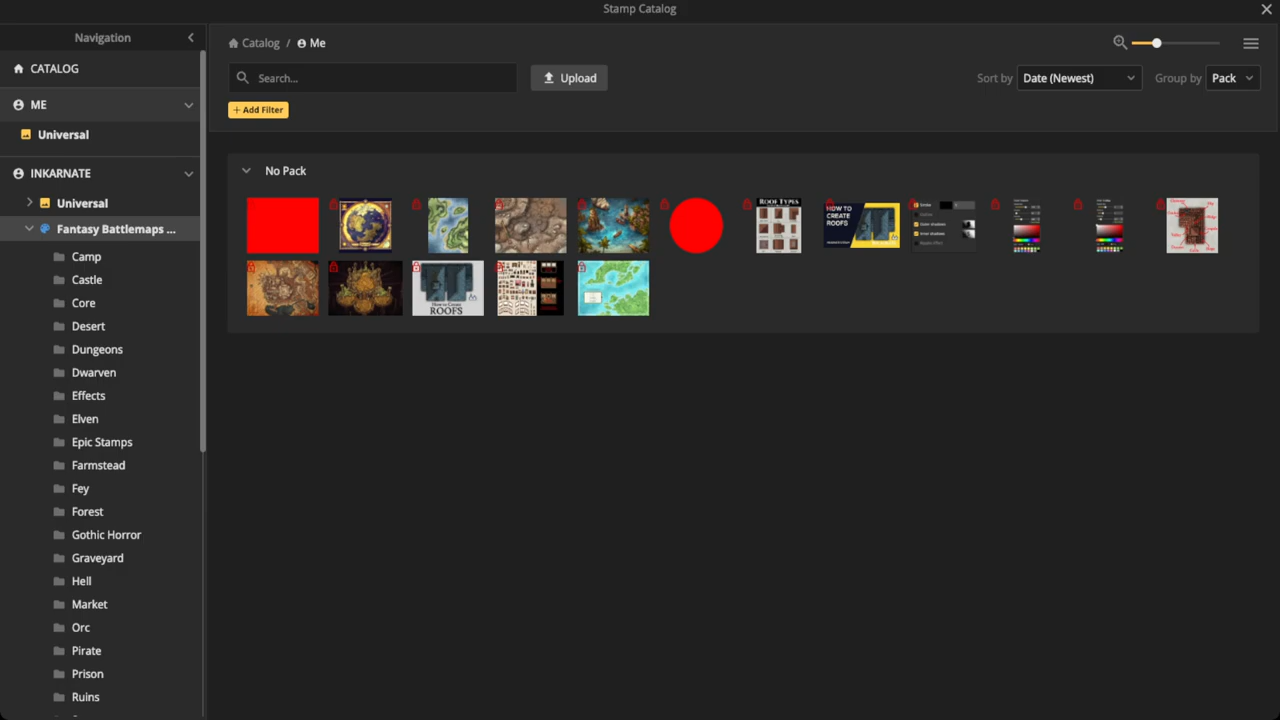 Stamp Catalog
Navigation
CATALOG
ME
Universal
INKARNATE
Universal
Fantasy Battlemaps ...
Camp
Castle
Core
Desert
Dungeons
Dwarven
Effects
Elven
Epic Stamps
Farmstead
Fey
Forest
Gothic Horror
Graveyard
Hell
Market
Orc
Pirate
Prison
Ruins
Catalog / Me
Search...
Upload
Sort by Date (Newest)
Group by Pack
+ Add Filter
No Pack
ROOF TYPES
HOW TO
CREATE
ROOFS
How to Create
ROOFS